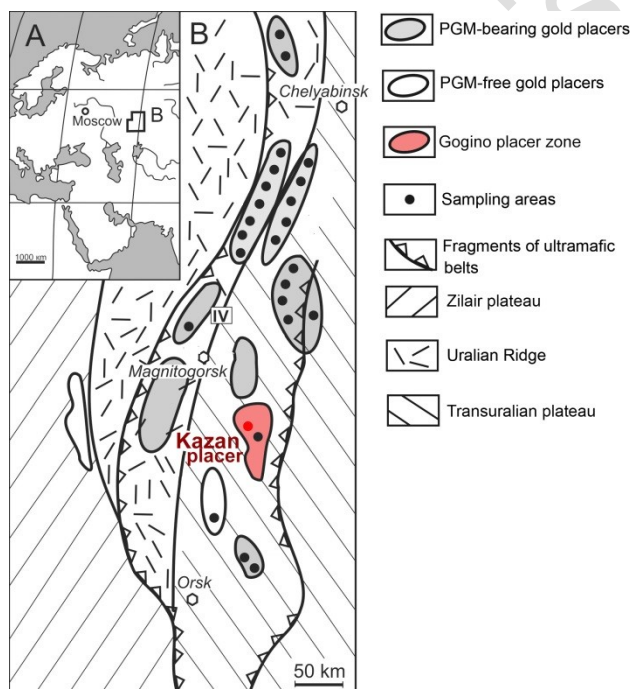 A
B
Moscow
B
1000 km
Chelyabinsk
IV
Magnitogorsk
Kazan
placer
Orsk
50 km
PGM-bearing gold placers
PGM-free gold placers
Gogino placer zone
Sampling areas
Fragments of ultramafic
belts
Zilair plateau
Uralian Ridge
Transuralian plateau